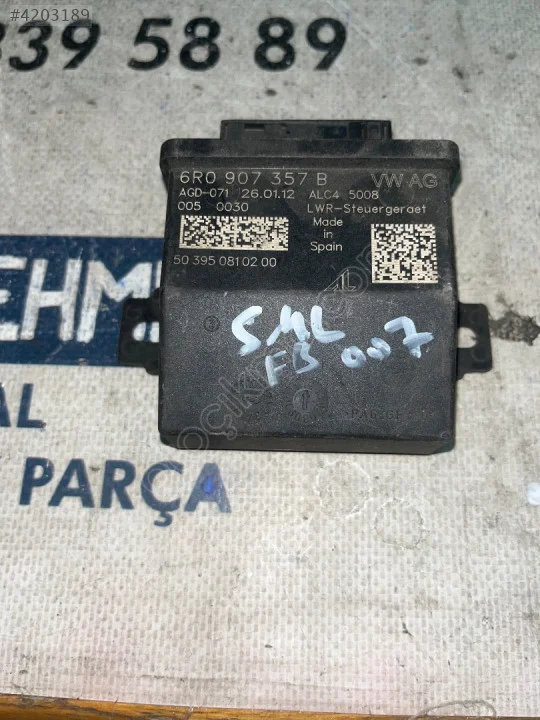 #4203189
839 58 89
6R0 907 357 B VW AG
AGD-071 26.01.12 ALC4 5008
005 0030 LWR-Steuergeraet
Made
in
Spain
50 395 08102 00
EHM
SML
FB 007
AL
PARÇA